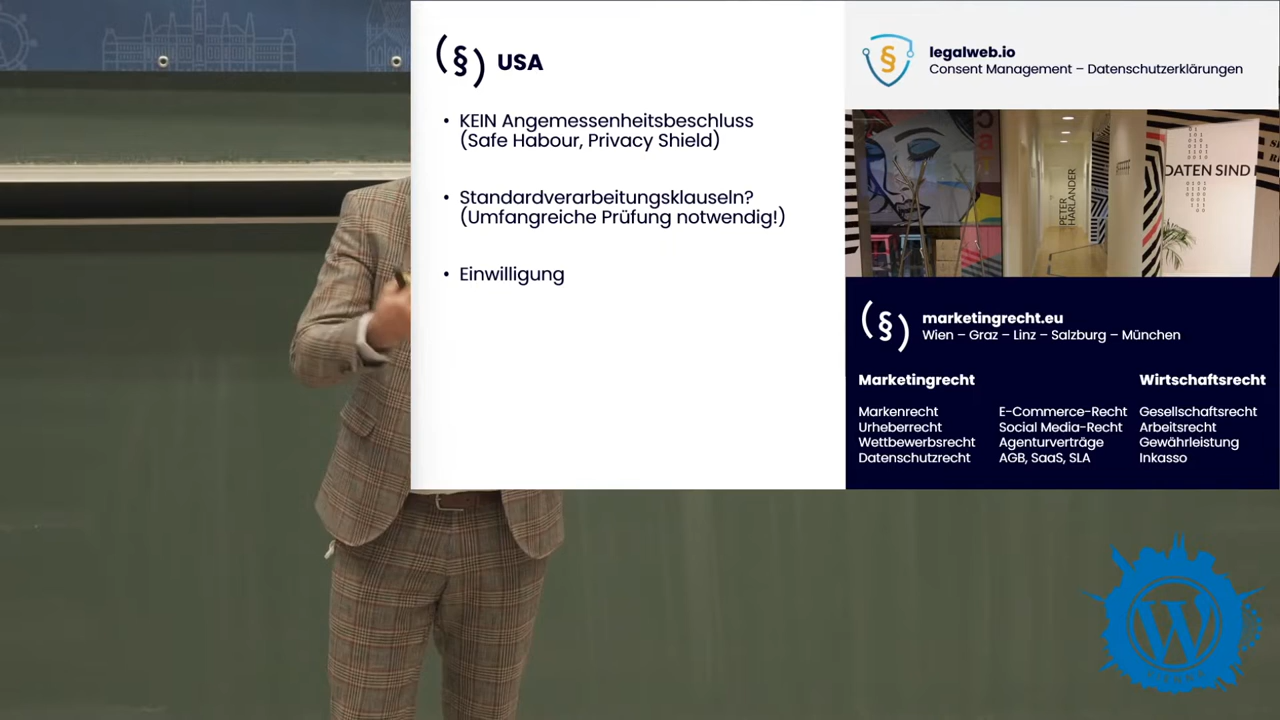 (§) USA
• KEIN Angemessenheitsbeschluss
(Safe Habour, Privacy Shield)
• Standardverarbeitungsklauseln?
(Umfangreiche Prüfung notwendig!)
• Einwilligung
§
legalweb.io
Consent Management – Datenschutzerklärungen
PETER
HARLANDER
DATEN SIND
(§) marketingrecht.eu
Wien – Graz – Linz – Salzburg – München
Marketingrecht
Markenrecht
Urheberrecht
Wettbewerbsrecht
Datenschutzrecht
E-Commerce-Recht
Social Media-Recht
Agenturverträge
AGB, SaaS, SLA
Wirtschaftsrecht
Gesellschaftsrecht
Arbeitsrecht
Gewährleistung
Inkasso
W